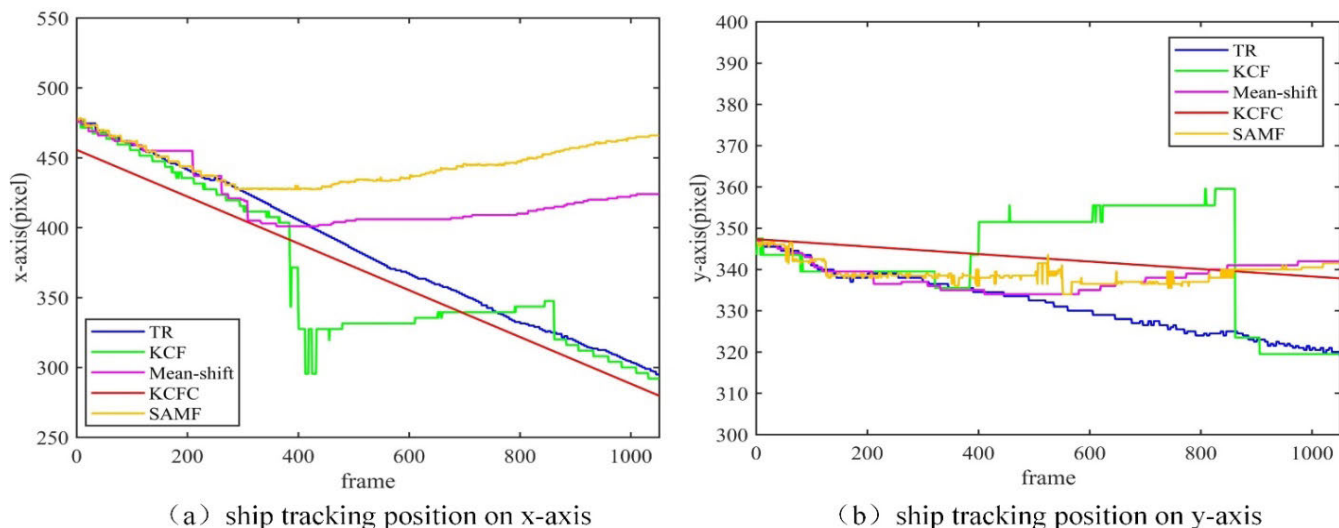 550
500
450
400
350
300
250
x-axis(pixel)
TR
KCF
Mean-shift
KCFC
SAMF
0 200 400 600 800 1000
frame
（a）ship tracking position on x-axis
400
390
380
370
360
350
340
330
320
310
300
y-axis(pixel)
TR
KCF
Mean-shift
KCFC
SAMF
0 200 400 600 800 1000
frame
（b）ship tracking position on y-axis